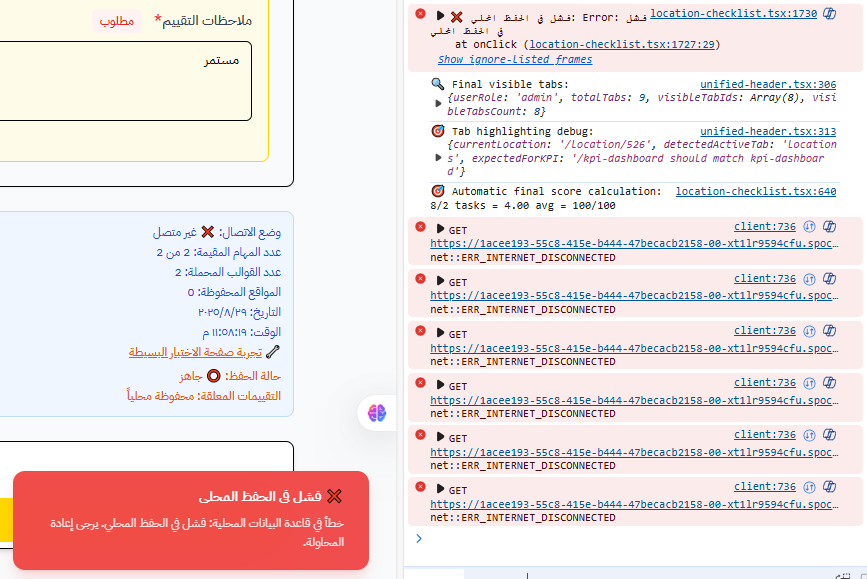 ملاحظات التقييم* مطلوب
مستمر
وضع الاتصال: ❌ غير متصل
عدد المهام المقيمة: 2 من 2
عدد القوالب المحملة: 2
المواقع المحفوظة: 0
التاريخ: ٢٠٢٥/٨/٢٩
الوقت: ١١:٥٨:١٩ م
🔗 تجربة صفحة الاختبار البسيطة
حالة الحفظ: ⭕ جاهز
التقييمات المعلقة: محفوظة محلياً
❌ فشل في الحفظ المحلي
خطأ في قاعدة البيانات المحلية: فشل في الحفظ المحلي. يرجى إعادة
المحاولة.
❌ فشل في الحفظ المحلي: Error: فشل location-checklist.tsx:1730
في الحفظ المحلي
at onClick (location-checklist.tsx:1727:29)
Show ignore-listed frames
🔍 Final visible tabs: unified-header.tsx:306
{userRole: 'admin', totalTabs: 9, visibleTabIds: Array(8), visi
bleTabsCount: 8}
🎯 Tab highlighting debug: unified-header.tsx:313
{currentLocation: '/location/526', detectedActiveTab: 'location
s', expectedForKPI: '/kpi-dashboard should match kpi-dashboar
d'}
🎯 Automatic final score calculation: location-checklist.tsx:640
8/2 tasks = 4.00 avg = 100/100
GET client:736
https://1acee193-55c8-415e-b444-47becacb2158-00-xt1lr9594cfu.spoc…
net::ERR_INTERNET_DISCONNECTED
GET client:736
https://1acee193-55c8-415e-b444-47becacb2158-00-xt1lr9594cfu.spoc…
net::ERR_INTERNET_DISCONNECTED
GET client:736
https://1acee193-55c8-415e-b444-47becacb2158-00-xt1lr9594cfu.spoc…
net::ERR_INTERNET_DISCONNECTED
GET client:736
https://1acee193-55c8-415e-b444-47becacb2158-00-xt1lr9594cfu.spoc…
net::ERR_INTERNET_DISCONNECTED
GET client:736
https://1acee193-55c8-415e-b444-47becacb2158-00-xt1lr9594cfu.spoc…
net::ERR_INTERNET_DISCONNECTED
GET client:736
https://1acee193-55c8-415e-b444-47becacb2158-00-xt1lr9594cfu.spoc…
net::ERR_INTERNET_DISCONNECTED